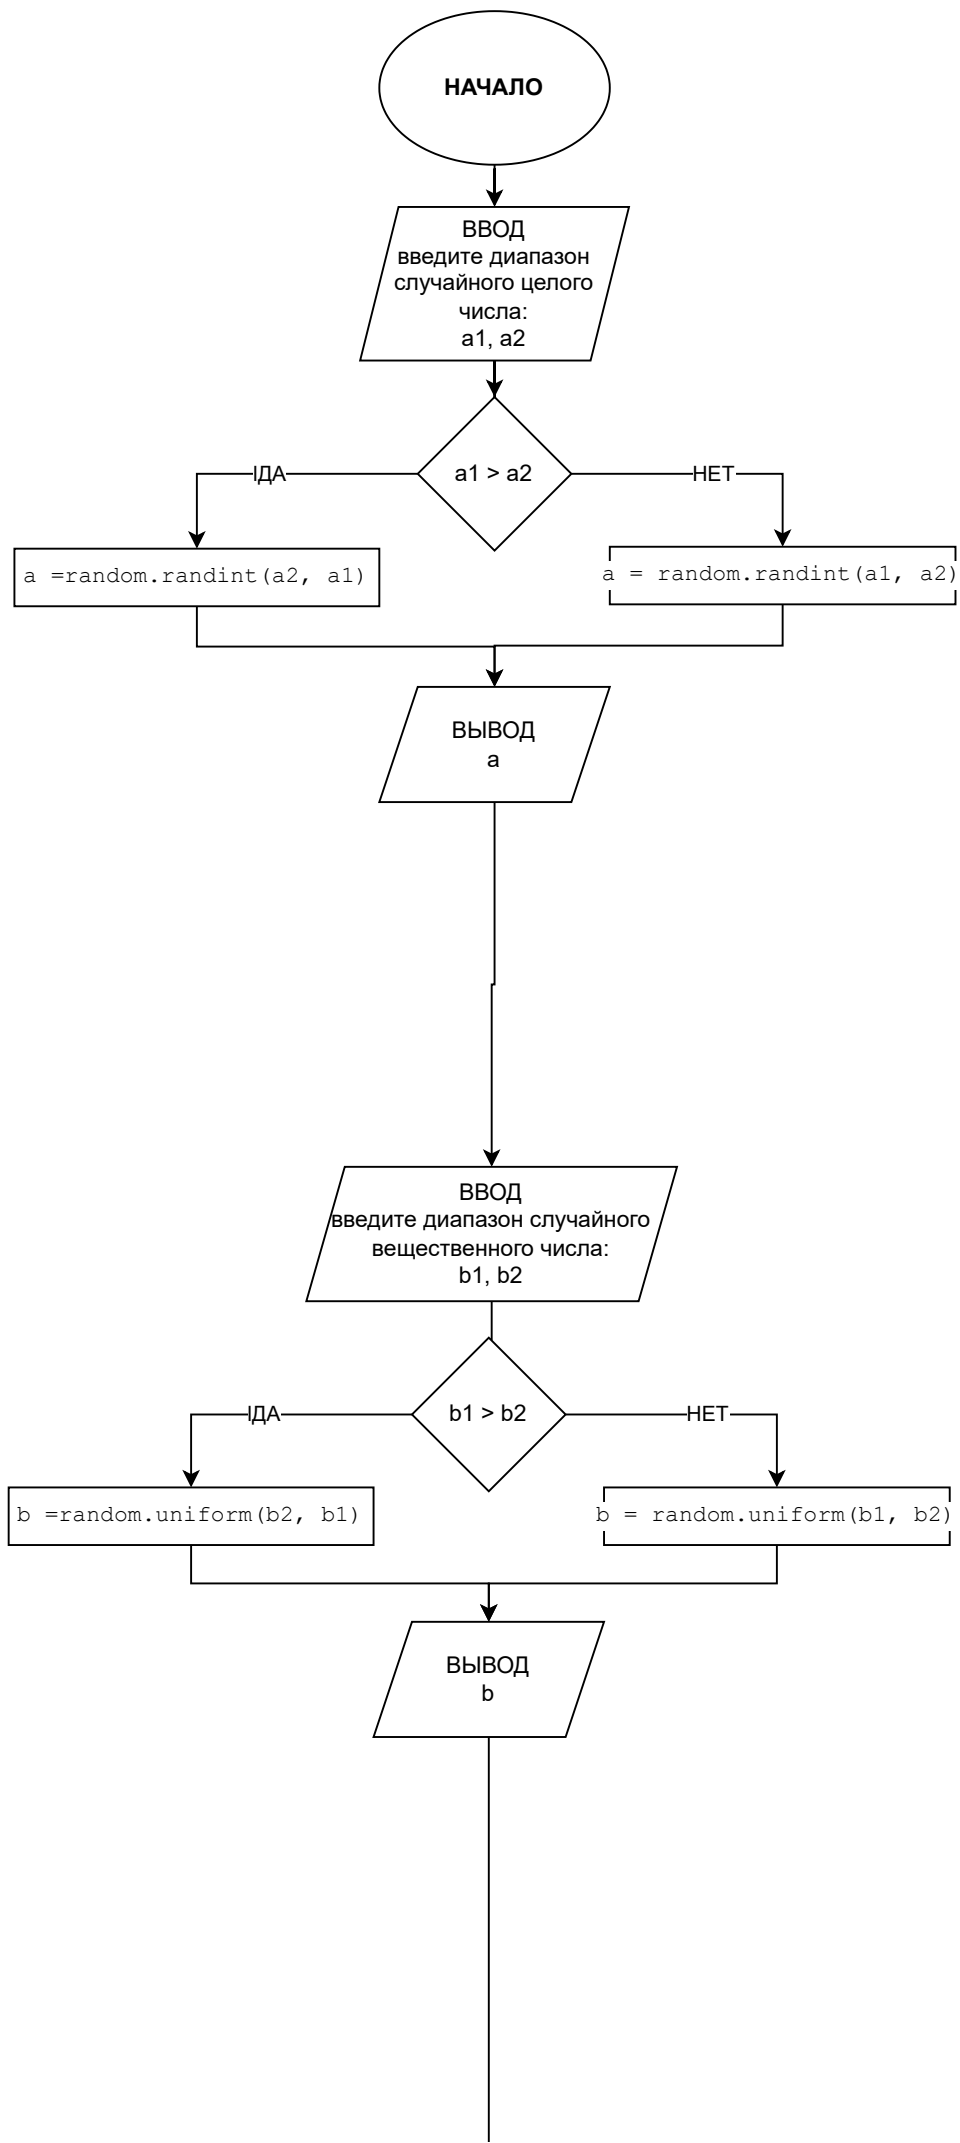 НАЧАЛО
ВВОД
введите диапазон
случайного целого
числа:
a1, a2
a1 > a2
ДА
НЕТ
a =random.randint(a2, a1)
a = random.randint(a1, a2)
ВЫВОД
a
ВВОД
введите диапазон случайного
вещественного числа:
b1, b2
b1 > b2
ДА
НЕТ
b =random.uniform(b2, b1)
b = random.uniform(b1, b2)
ВЫВОД
b